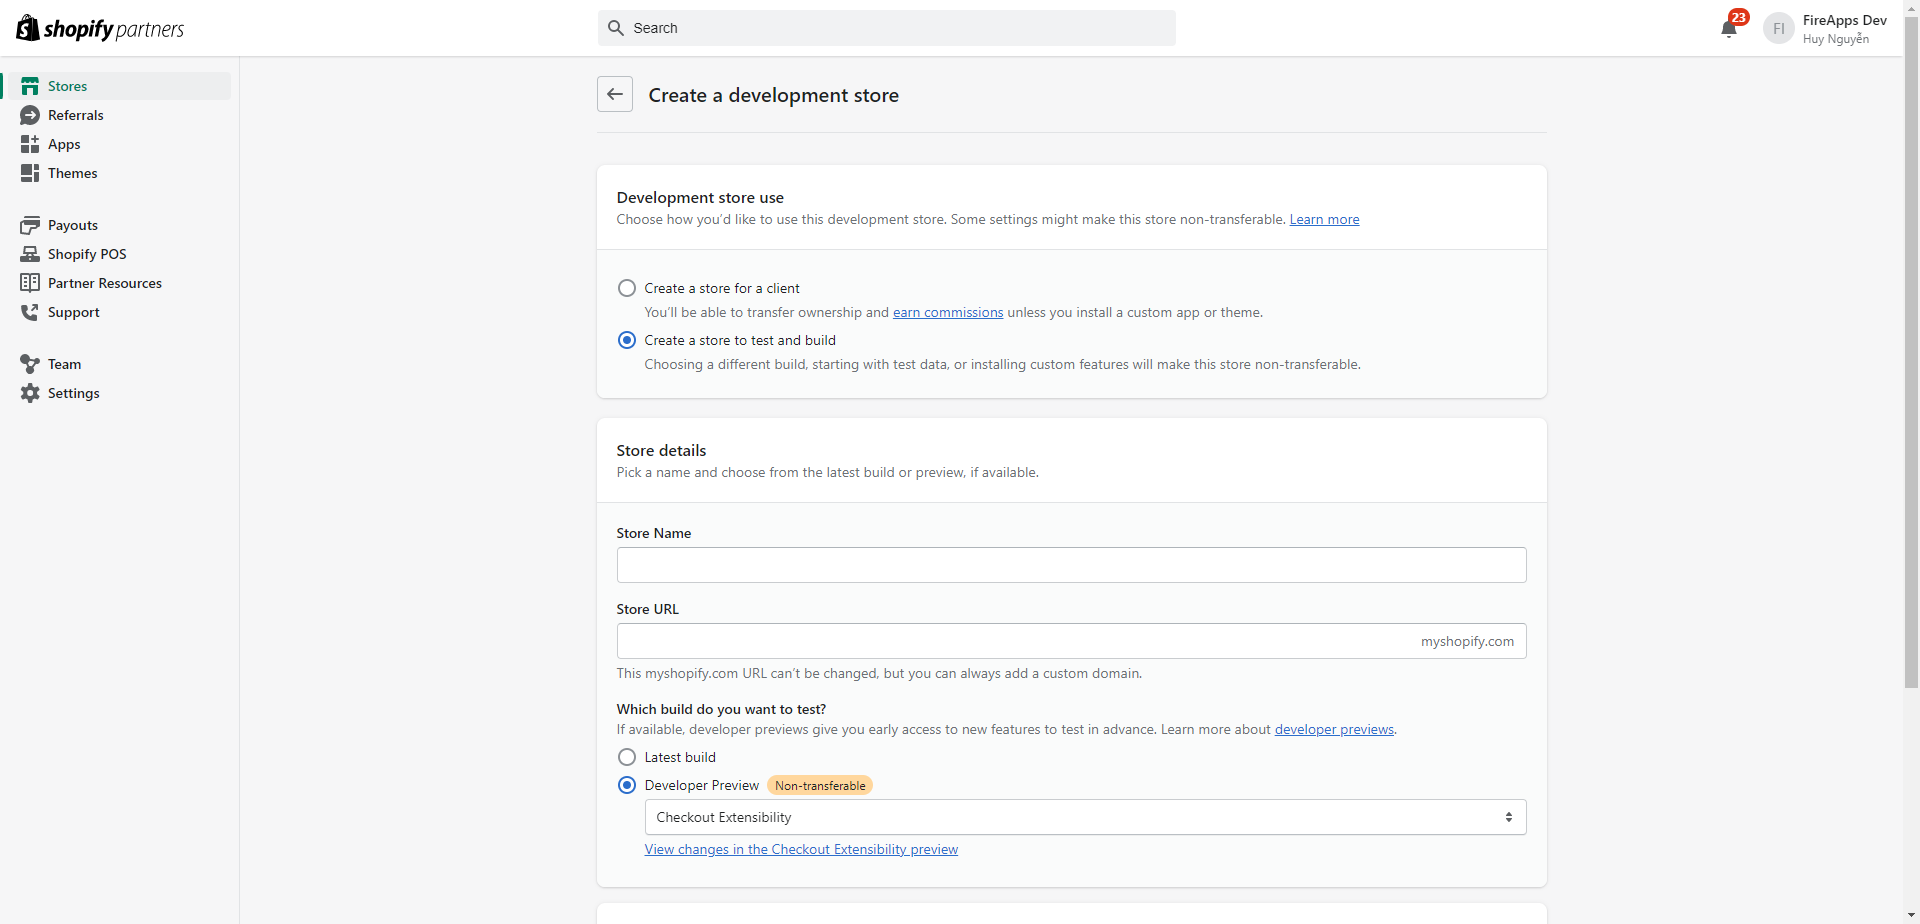 shopify partners
Search
23
FI
FireApps Dev
Huy Nguyễn
Stores
Referrals
Apps
Themes
Payouts
Shopify POS
Partner Resources
Support
Team
Settings
Create a development store
Development store use
Choose how you’d like to use this development store. Some settings might make this store non-transferable. Learn more
Create a store for a client
You’ll be able to transfer ownership and earn commissions unless you install a custom app or theme.
Create a store to test and build
Choosing a different build, starting with test data, or installing custom features will make this store non-transferable.
Store details
Pick a name and choose from the latest build or preview, if available.
Store Name
Store URL
myshopify.com
This myshopify.com URL can’t be changed, but you can always add a custom domain.
Which build do you want to test?
If available, developer previews give you early access to new features to test in advance. Learn more about developer previews.
Latest build
Developer Preview Non-transferable
Checkout Extensibility
View changes in the Checkout Extensibility preview